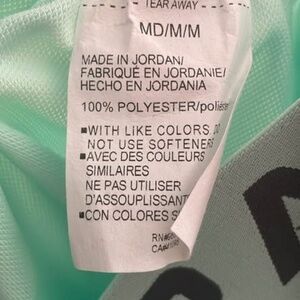 TEAR AWAY
MD/M/M
MADE IN JORDAN/
FABRIQUÉ EN JORDANIE/
HECHO EN JORDANIA
100% POLYESTER/
■WITH LIKE COLORS. DO
NOT USE SOFTENERS
■AVEC DES COULEURS
SIMILAIRES
NE PAS UTILISER
D'ASSOUPLISSANT
■CON COLORES